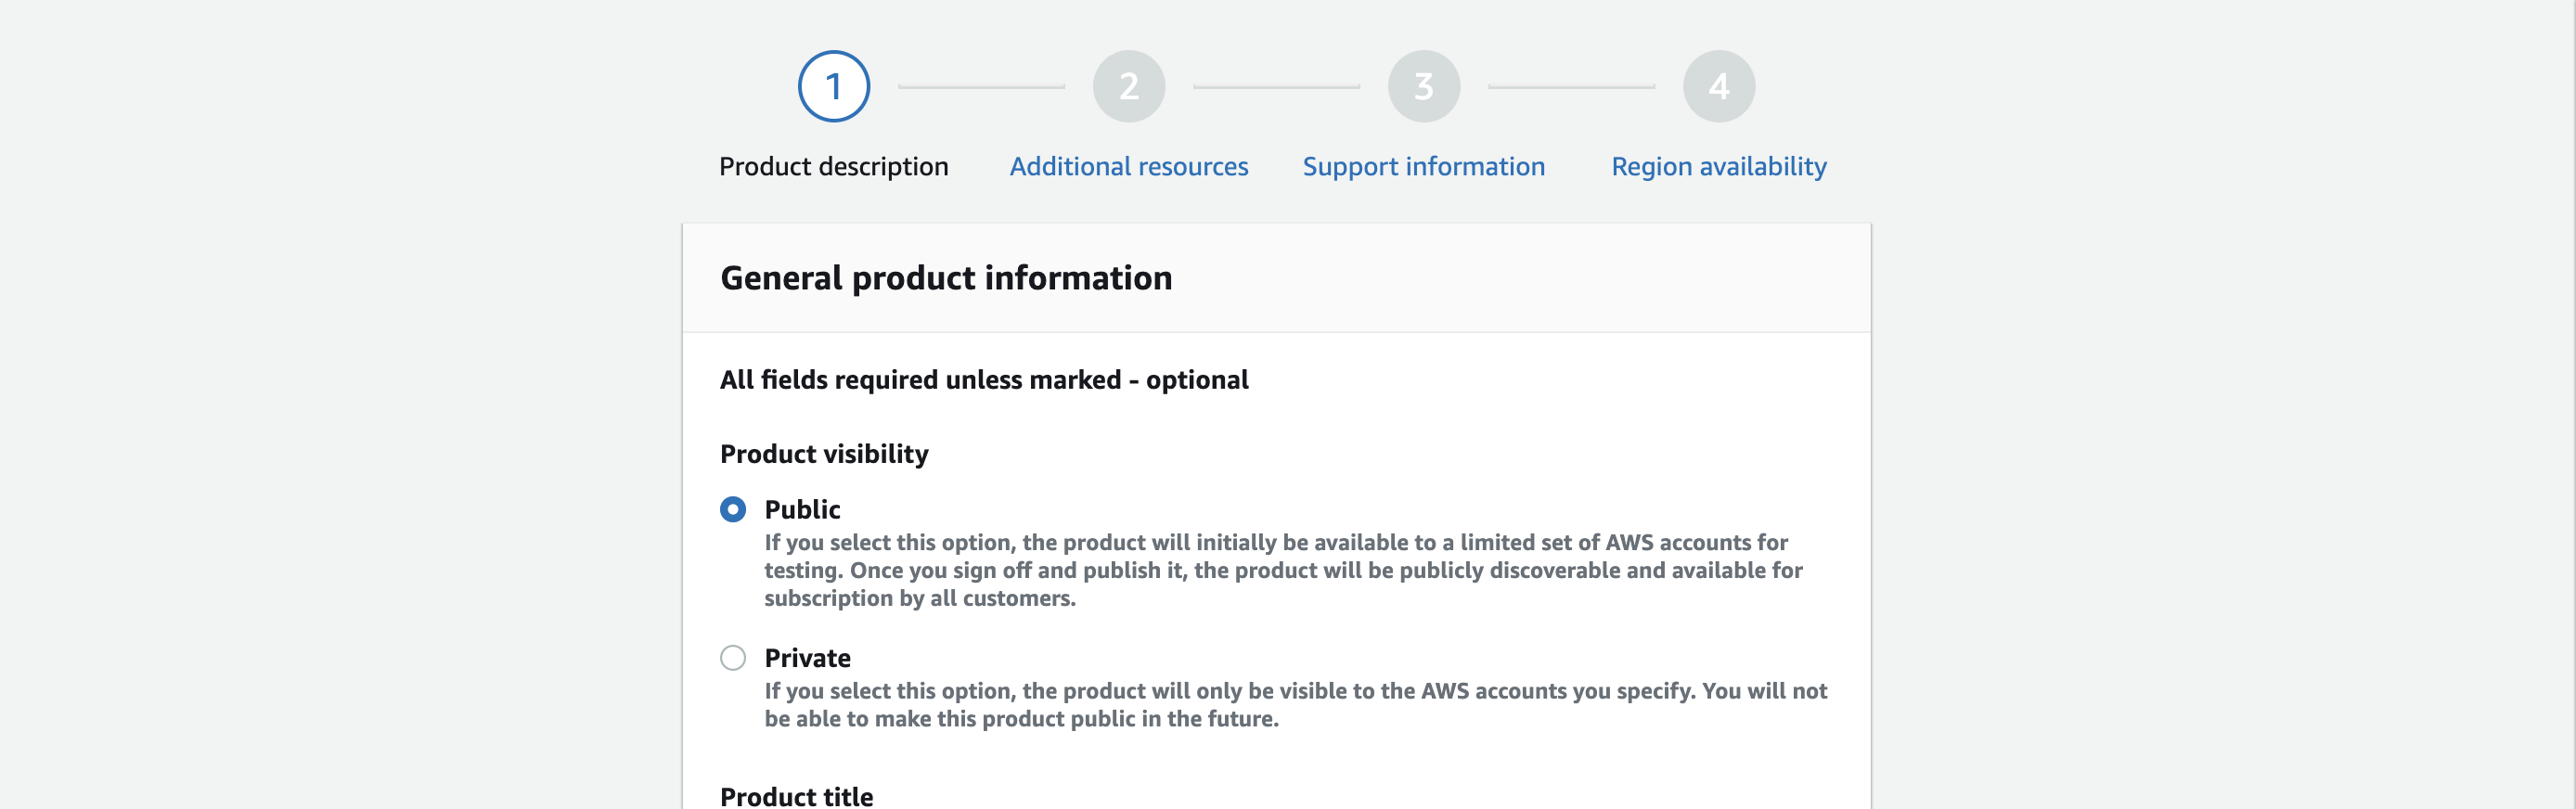 1 2 3 4
Product description Additional resources Support information Region availability
General product information
All fields required unless marked - optional
Product visibility
Public
If you select this option, the product will initially be available to a limited set of AWS accounts for
testing. Once you sign off and publish it, the product will be publicly discoverable and available for
subscription by all customers.
Private
If you select this option, the product will only be visible to the AWS accounts you specify. You will not
be able to make this product public in the future.
Product title